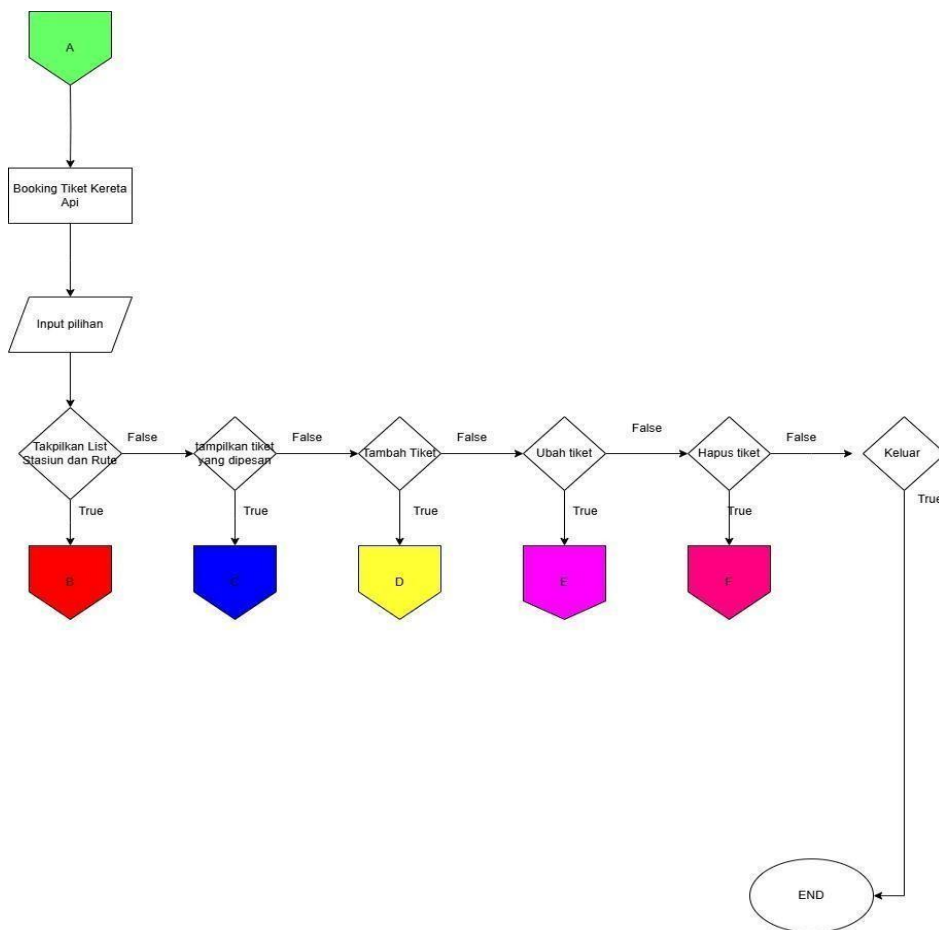 A
Booking Tiket Kereta
Api
Input pilihan
Takpilkan List
Stasiun dan Rute
False
tampilkan tiket
yang dipesan
False
Tambah Tiket
False
Ubah tiket
False
Hapus tiket
False
Keluar
True
True
True
True
True
True
B
C
D
E
F
END